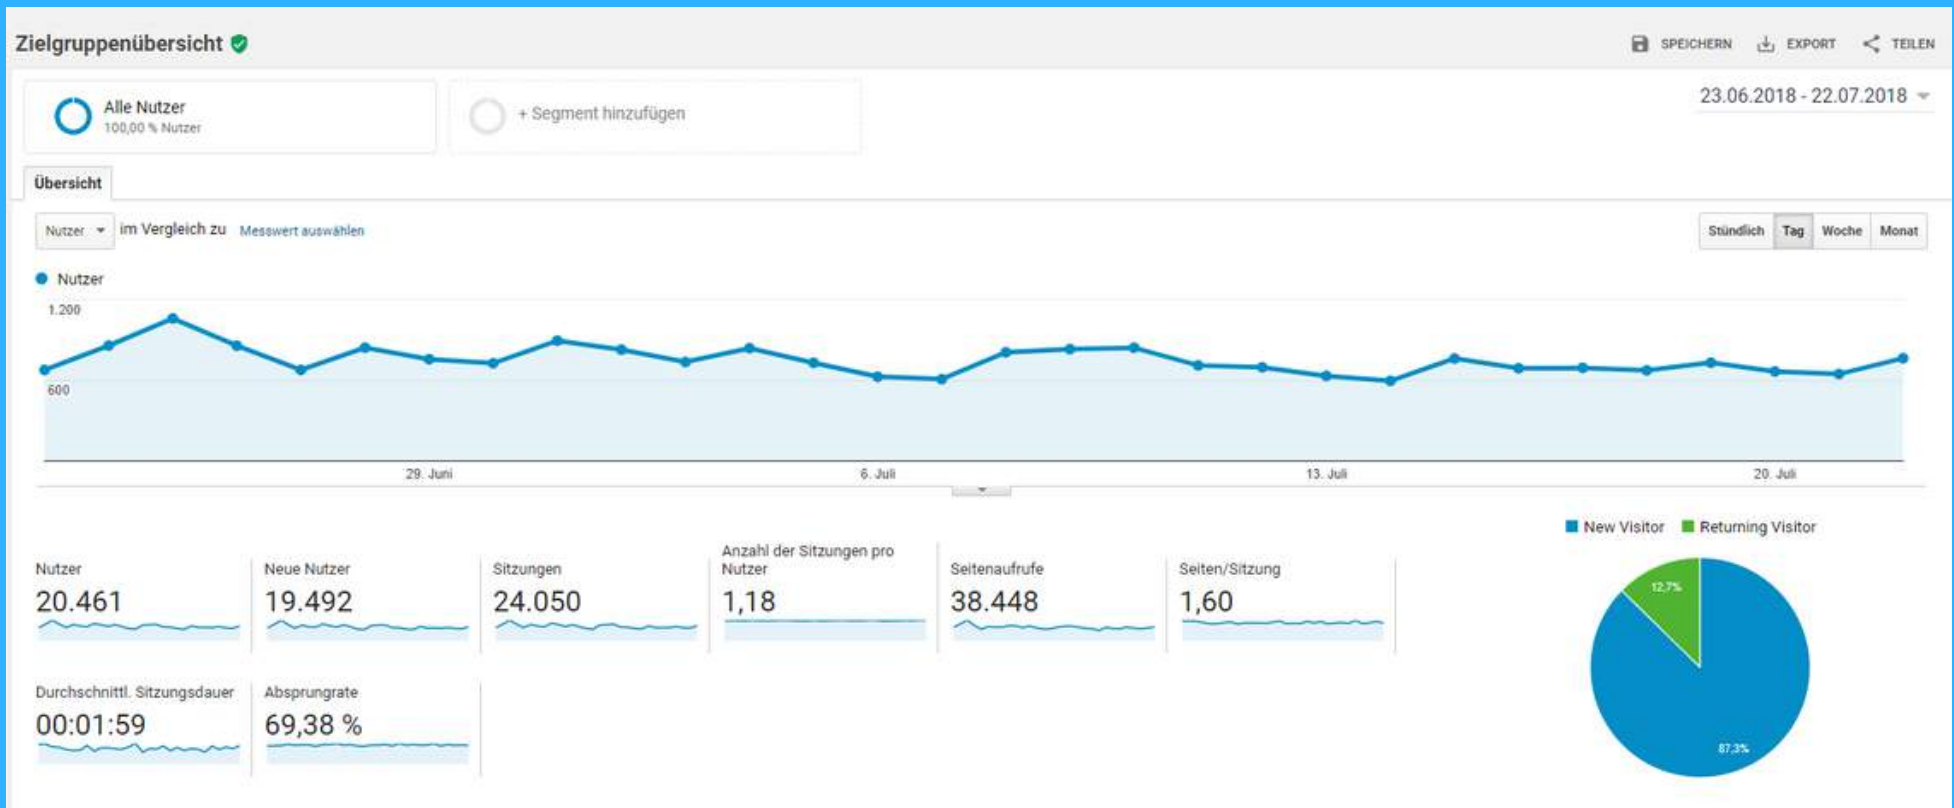 Zielgruppenübersicht
SPEICHERN EXPORT TEILEN
Alle Nutzer
100,00 % Nutzer
+ Segment hinzufügen
23.06.2018 - 22.07.2018
Übersicht
Nutzer im Vergleich zu Messwert auswählen
Stündlich Tag Woche Monat
Nutzer
1.200
600
29. Juni 6. Juli 13. Juli 20. Juli
New Visitor Returning Visitor
Nutzer
20.461
Neue Nutzer
19.492
Sitzungen
24.050
Anzahl der Sitzungen pro
Nutzer
1,18
Seitenaufrufe
38.448
Seiten/Sitzung
1,60
Durchschnittl. Sitzungsdauer
00:01:59
Absprungrate
69,38 %
12,7%
87,3%